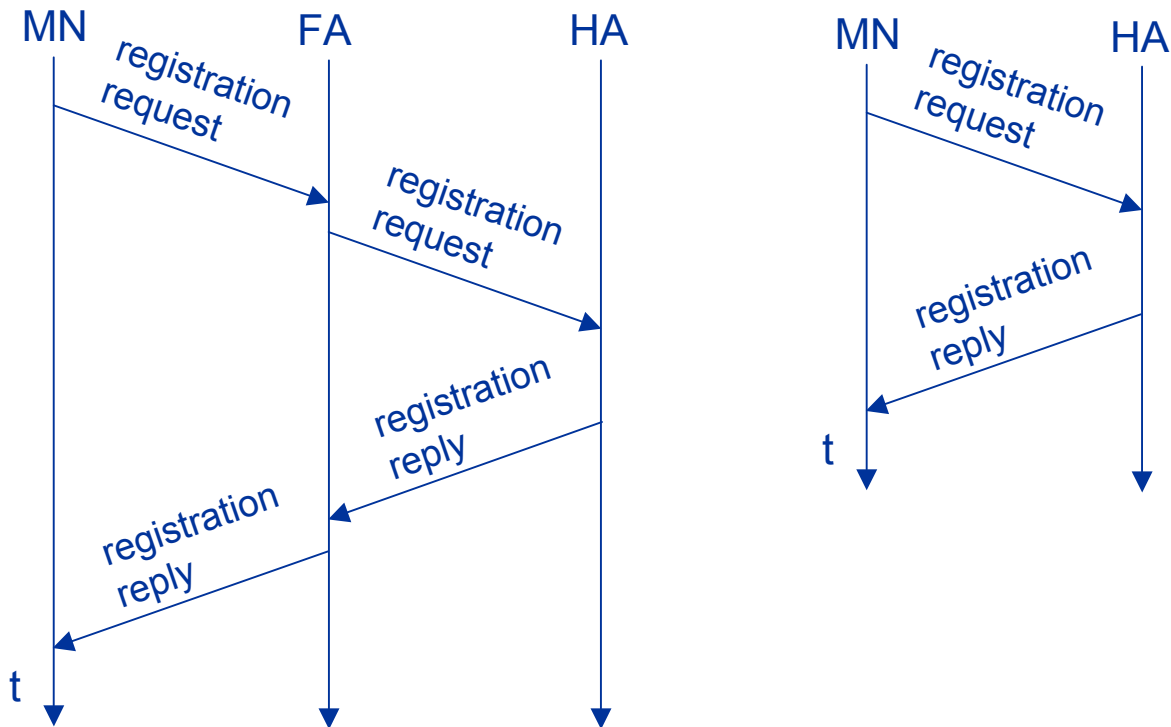 MN FA HA
registration
request
registration
request
registration
reply
registration
reply
t
MN HA
registration
request
registration
reply
t